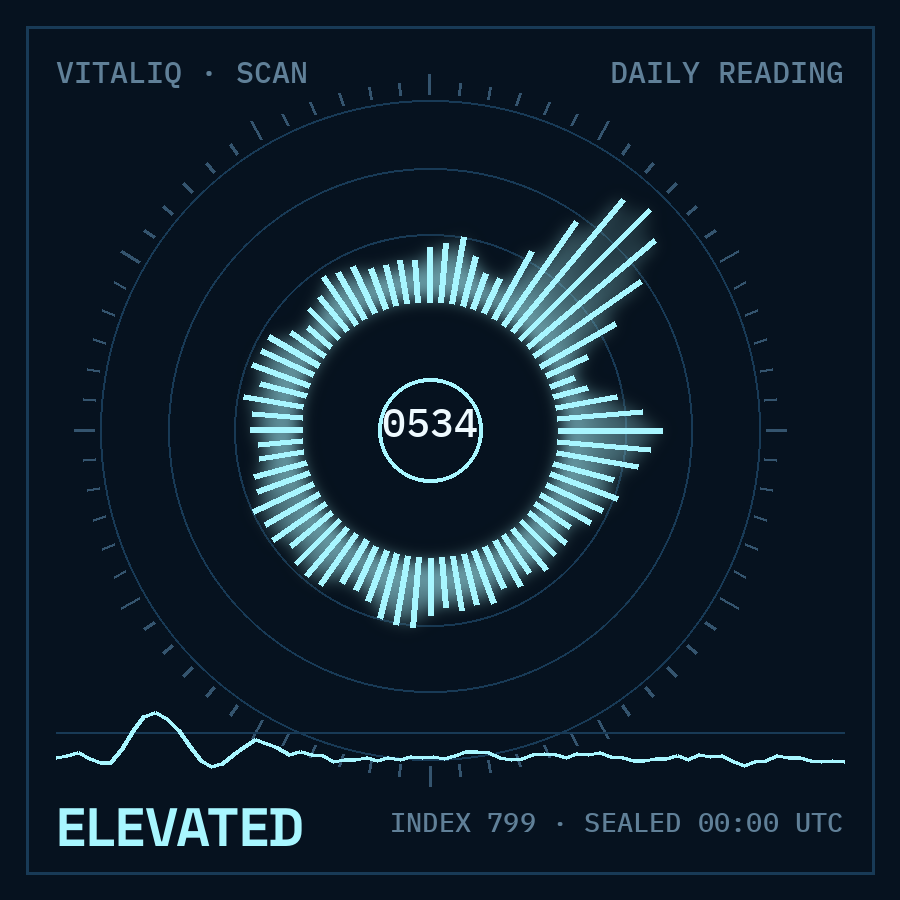 VITALIQ · SCAN
DAILY READING
0534
ELEVATED
INDEX 799 · SEALED 00:00 UTC